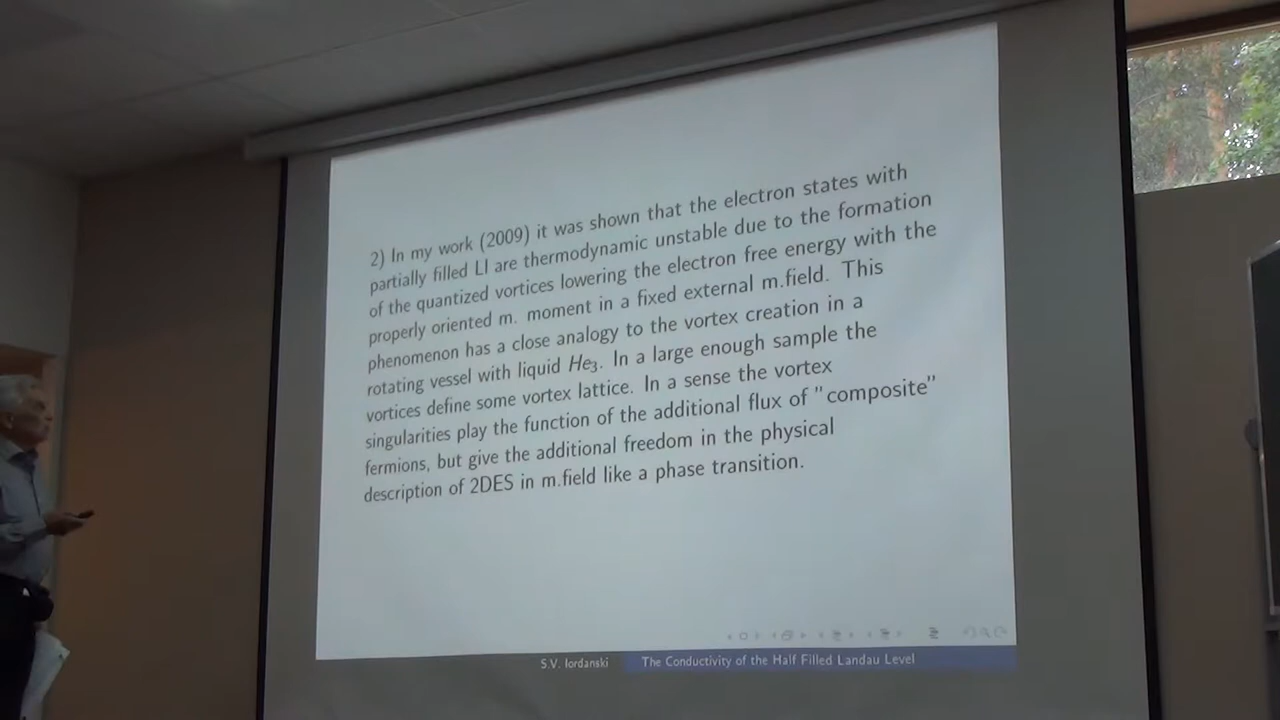 2) In my work (2009) it was shown that the electron states with
partially filled Ll are thermodynamic unstable due to the formation
of the quantized vortices lowering the electron free energy with the
properly oriented m. moment in a fixed external m.field. This
phenomenon has a close analogy to the vortex creation in a
rotating vessel with liquid He₃. In a large enough sample the
vortices define some vortex lattice. In a sense the vortex
singularities play the function of the additional flux of "composite"
fermions, but give the additional freedom in the physical
description of 2DES in m.field like a phase transition.
S.V. Iordanski
The Conductivity of the Half Filled Landau Level